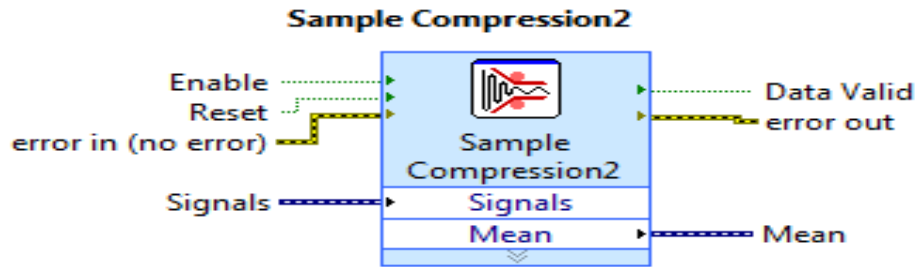 Sample Compression2
Enable
Reset
error in (no error)
Signals
Sample
Compression2
Signals
Mean
Data Valid
error out
Mean